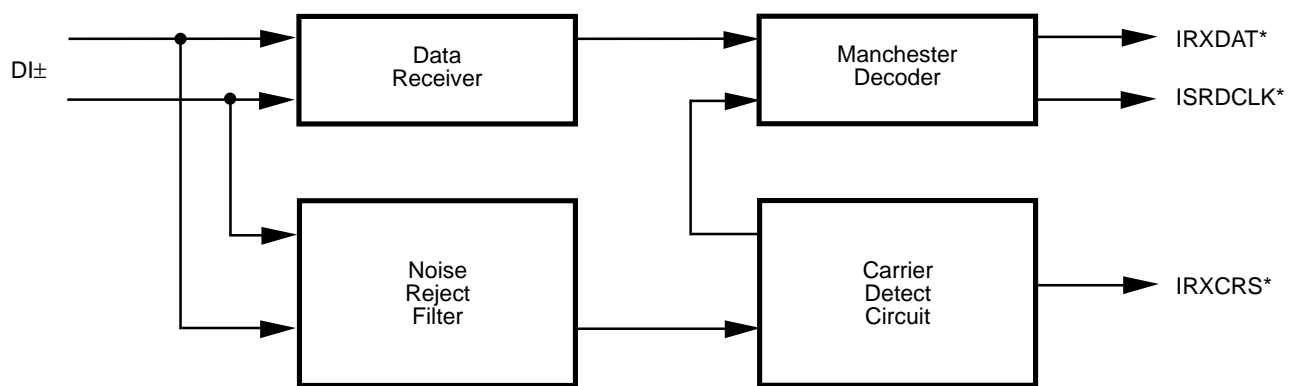 DI±
Data
Receiver
Manchester
Decoder
IRXDAT*
ISRDCLK*
Noise
Reject
Filter
Carrier
Detect
Circuit
IRXCRS*